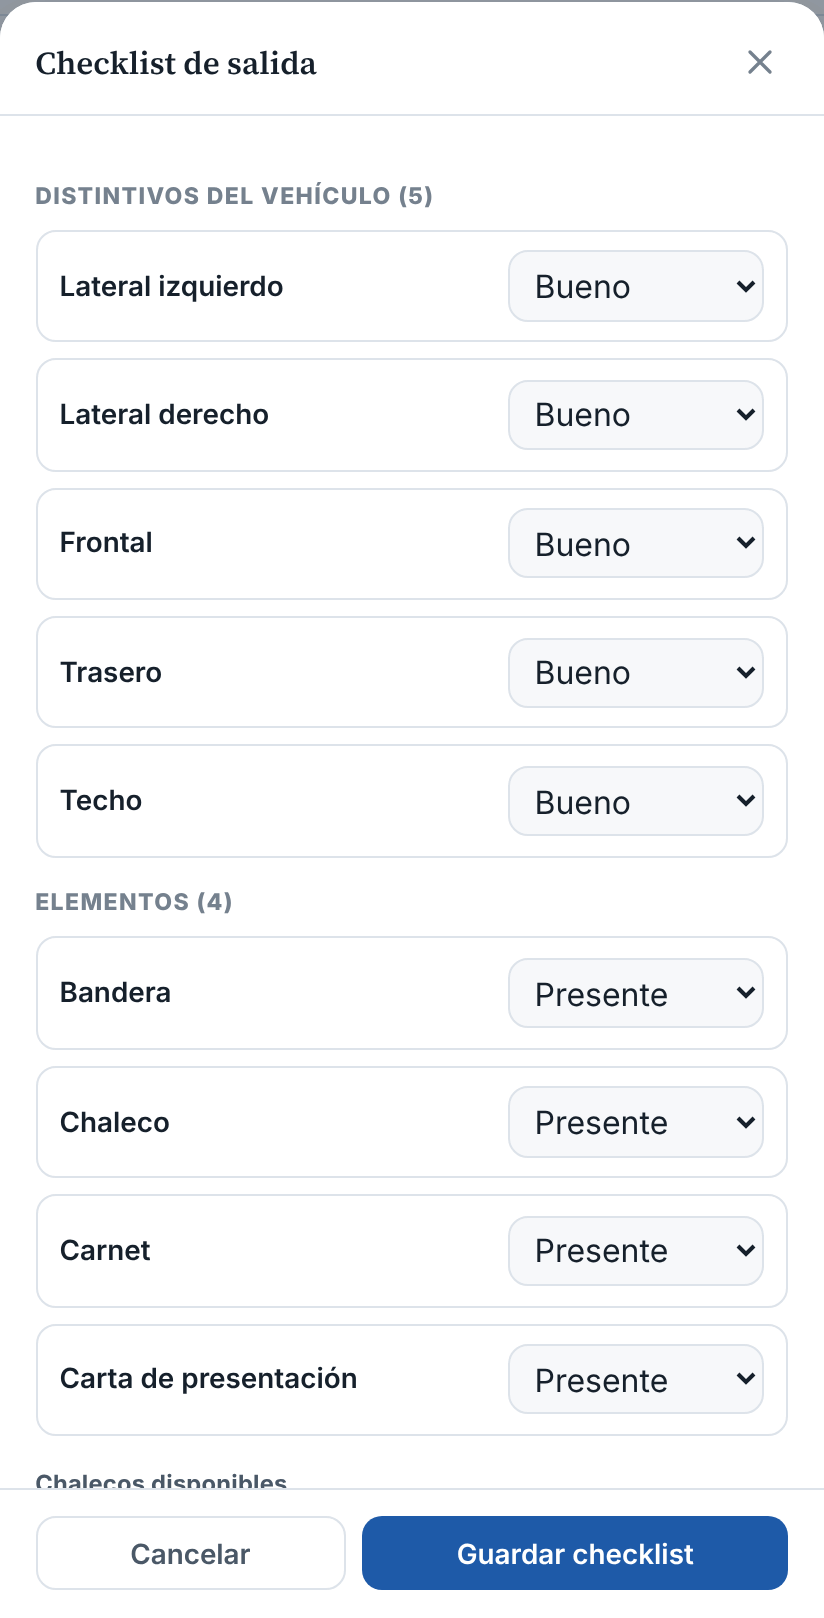 Checklist de salida
DISTINTIVOS DEL VEHÍCULO (5)
Lateral izquierdo
Bueno
Lateral derecho
Bueno
Frontal
Bueno
Trasero
Bueno
Techo
Bueno
ELEMENTOS (4)
Bandera
Presente
Chaleco
Presente
Carnet
Presente
Carta de presentación
Presente
Chalecos disponibles
Cancelar
Guardar checklist